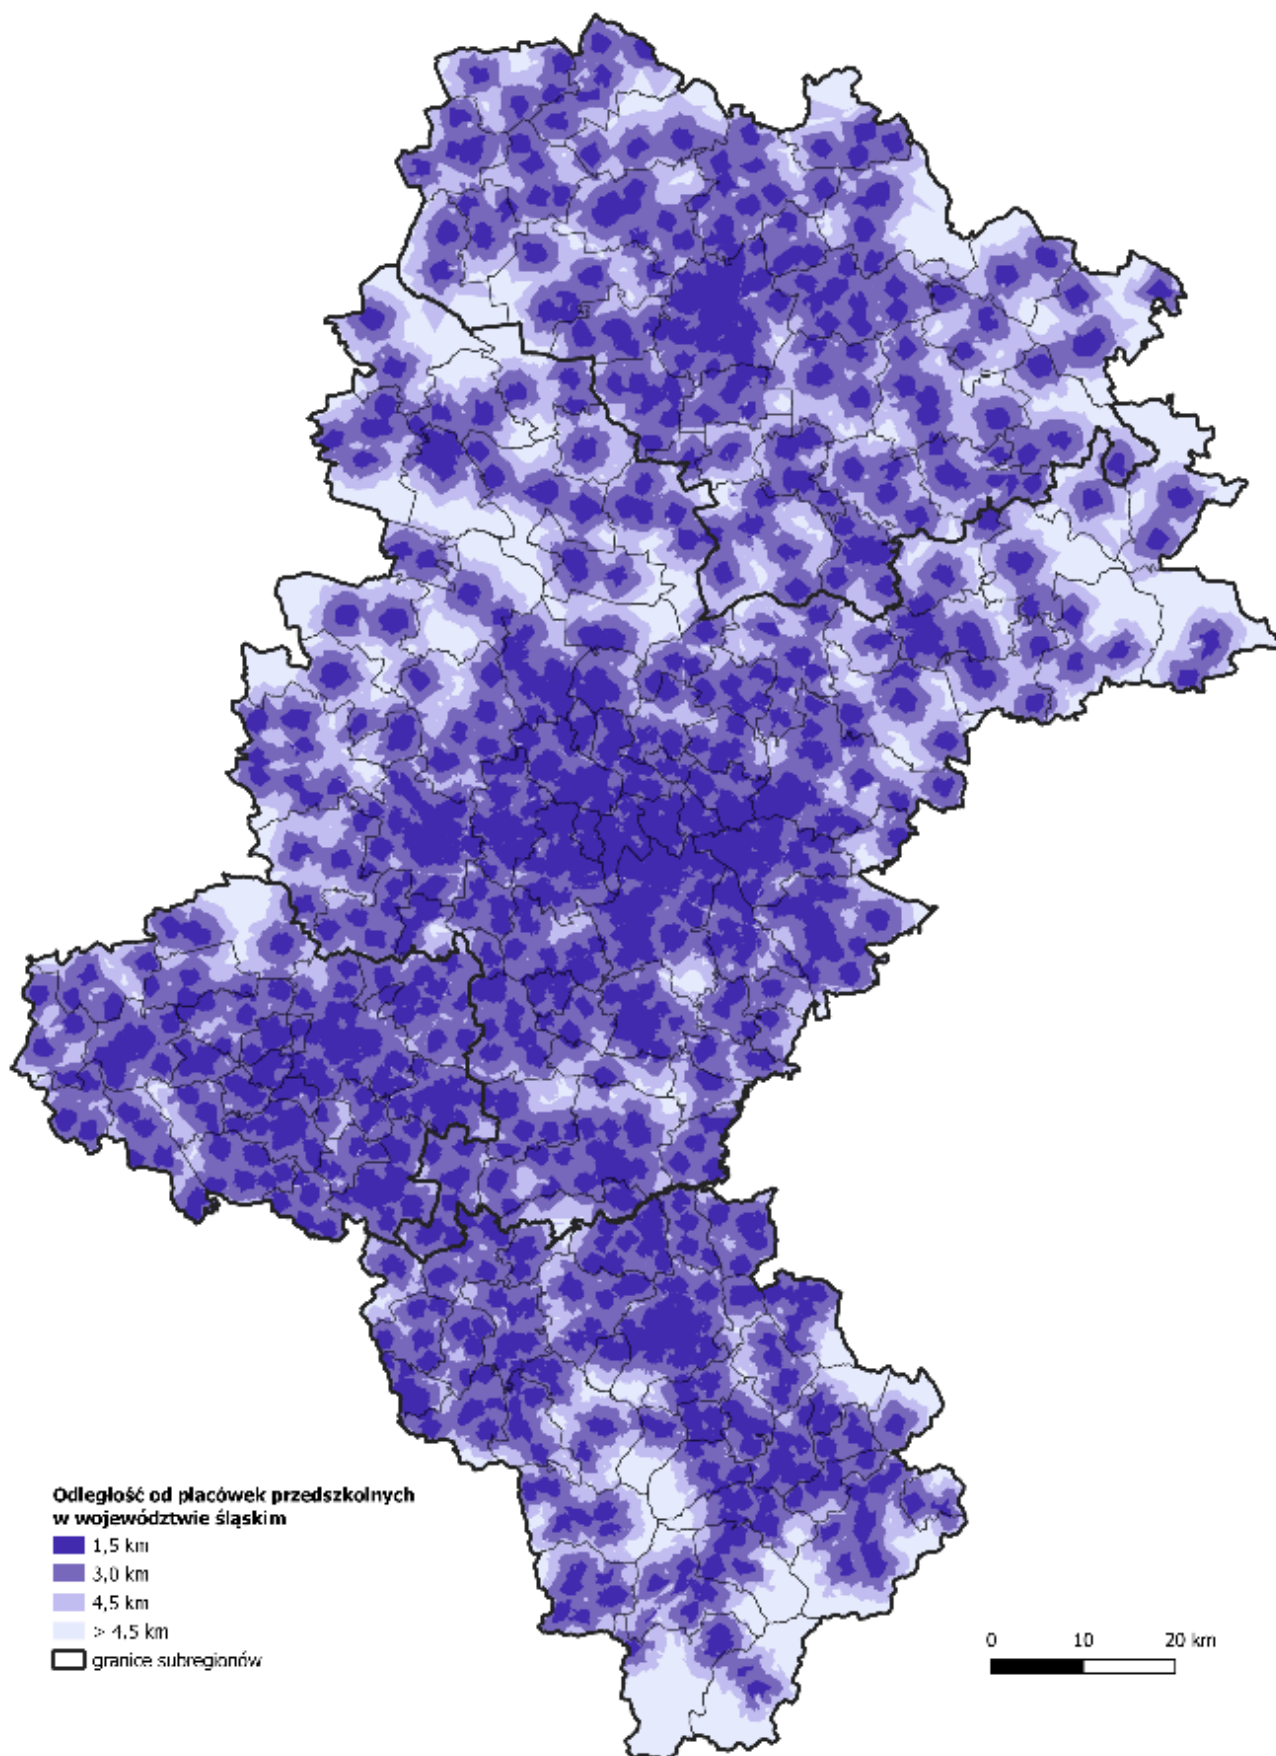 Odległość od placówek przedszkolnych
w województwie śląskim
1,5 km
3,0 km
4,5 km
> 4.5 km
granice subregionów
0 10 20 km